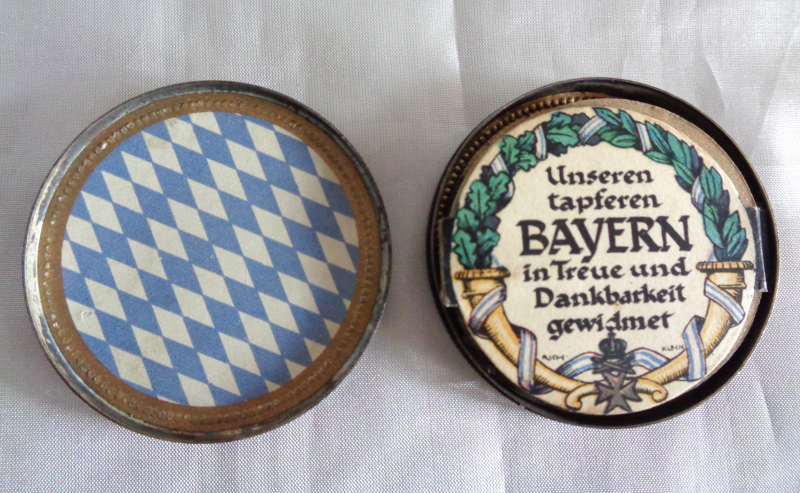 Unseren
tapferen
BAYERN
in Treue und
Dankbarkeit
gewidmet